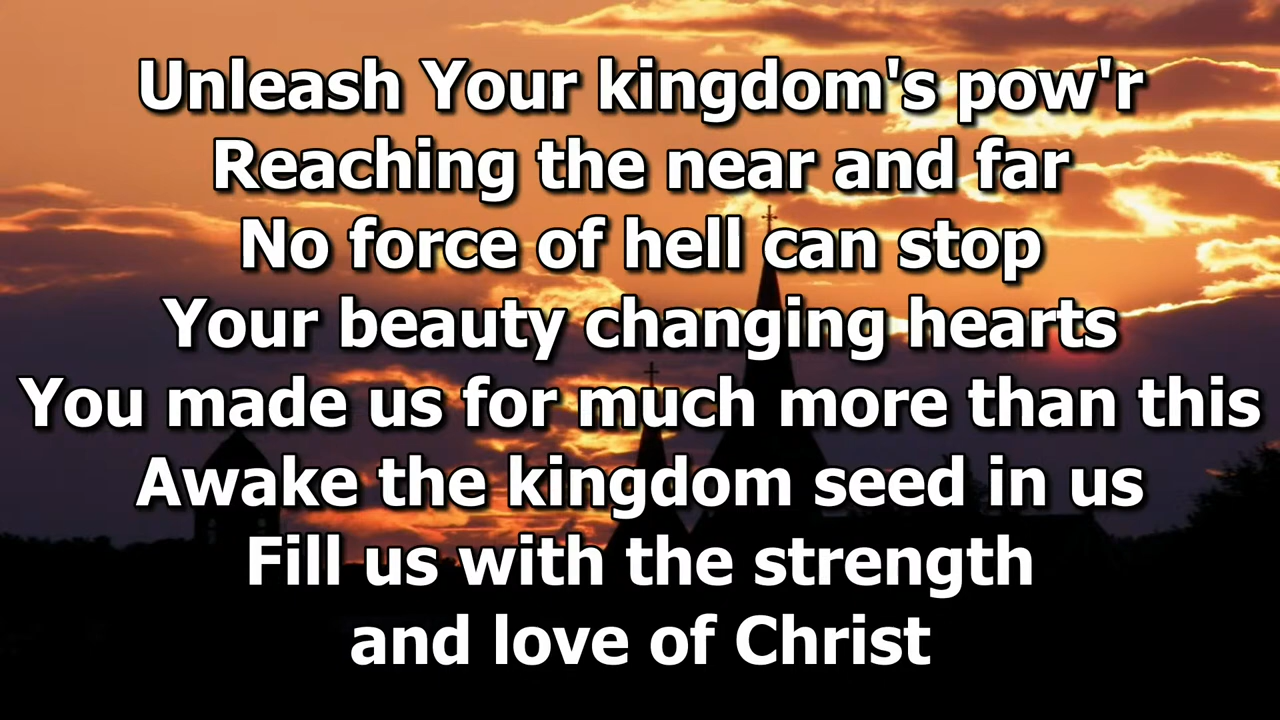 Unleash Your kingdom's pow'r
Reaching the near and far
No force of hell can stop
Your beauty changing hearts
You made us for much more than this
Awake the kingdom seed in us
Fill us with the strength
and love of Christ